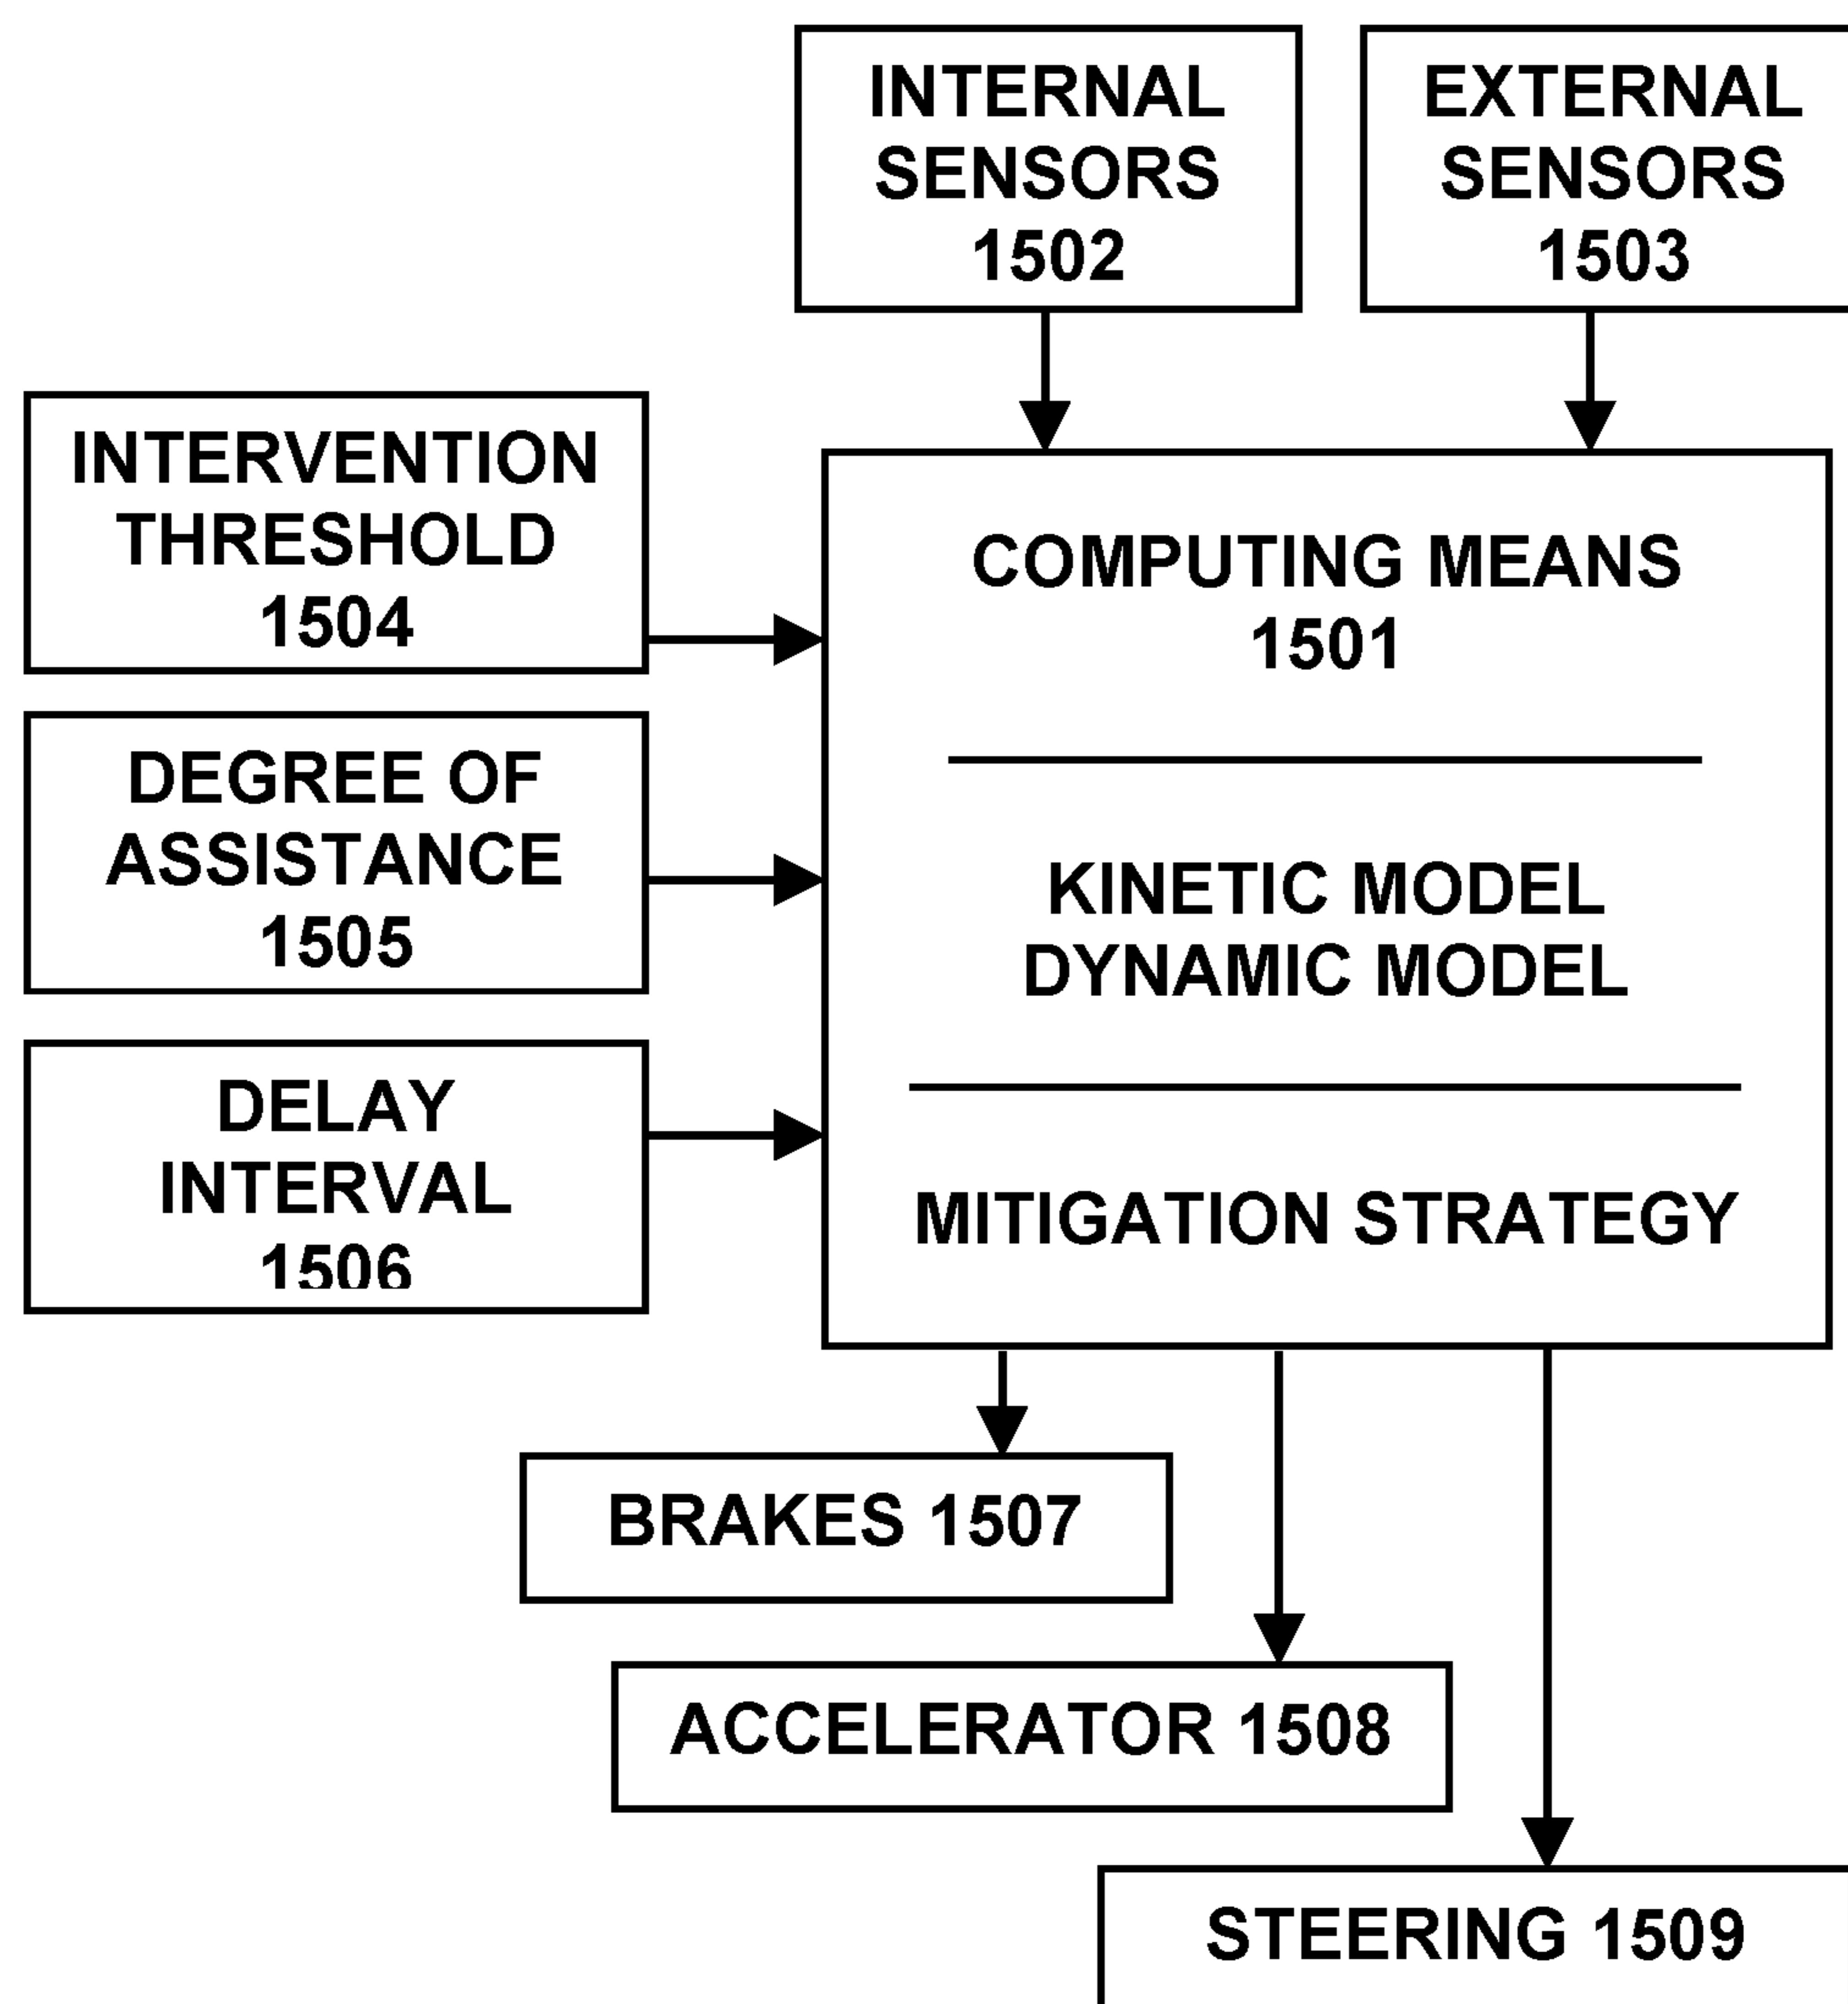 INTERNAL
SENSORS
1502
EXTERNAL
SENSORS
1503
INTERVENTION
THRESHOLD
1504
DEGREE OF
ASSISTANCE
1505
DELAY
INTERVAL
1506
COMPUTING MEANS
1501
KINETIC MODEL
DYNAMIC MODEL
MITIGATION STRATEGY
BRAKES 1507
ACCELERATOR 1508
STEERING 1509